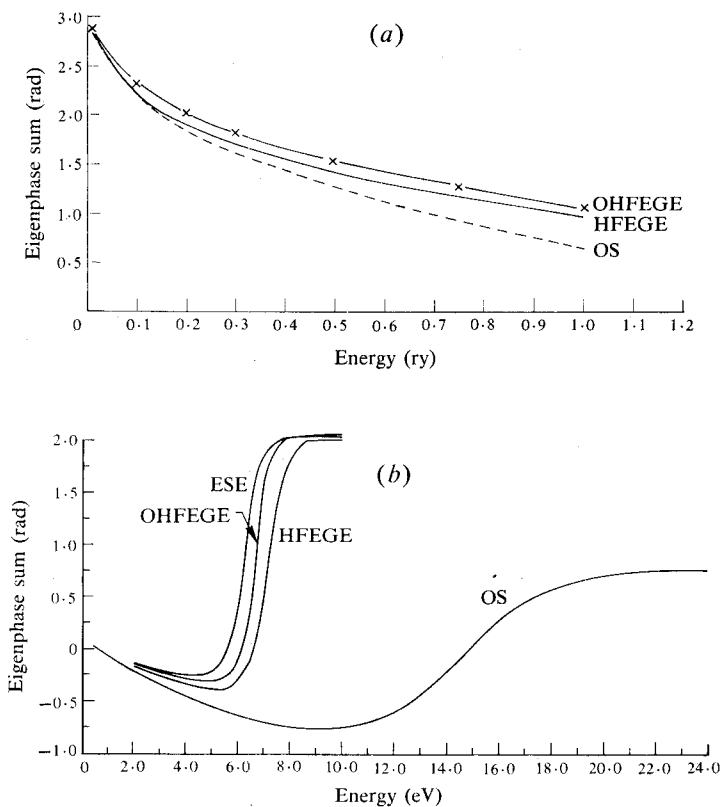 (a)
Eigenphase sum (rad)
3·0
2·5
2·0
1·5
1·0
0·5
OHFEGE
HFEGE
OS
0 0·1 0·2 0·3 0·4 0·5 0·6 0·7 0·8 0·9 1·0 1·1 1·2
Energy (ry)
(b)
Eigenphase sum (rad)
2·0
1·5
1·0
0·5
0
−0·5
−1·0
ESE
OHFEGE
HFEGE
OS
0 2·0 4·0 6·0 8·0 10·0 12·0 14·0 16·0 18·0 20·0 22·0 24·0
Energy (eV)